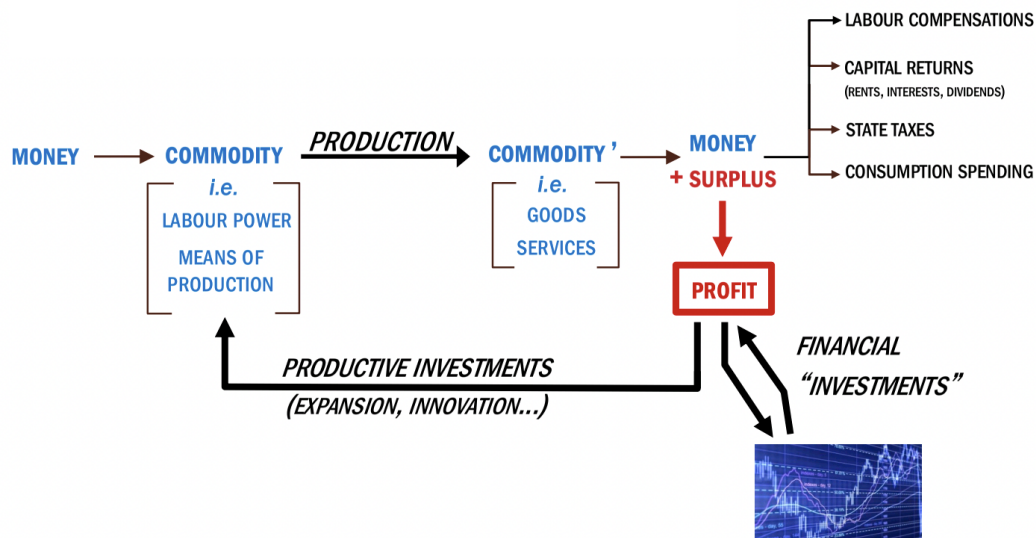 LABOUR COMPENSATIONS
CAPITAL RETURNS
(RENTS, INTERESTS, DIVIDENDS)
STATE TAXES
CONSUMPTION SPENDING
MONEY
COMMODITY
i.e.
LABOUR POWER
MEANS OF
PRODUCTION
PRODUCTION
COMMODITY ’
i.e.
GOODS
SERVICES
MONEY
+ SURPLUS
PROFIT
PRODUCTIVE INVESTMENTS
(EXPANSION, INNOVATION...)
FINANCIAL
“INVESTMENTS”